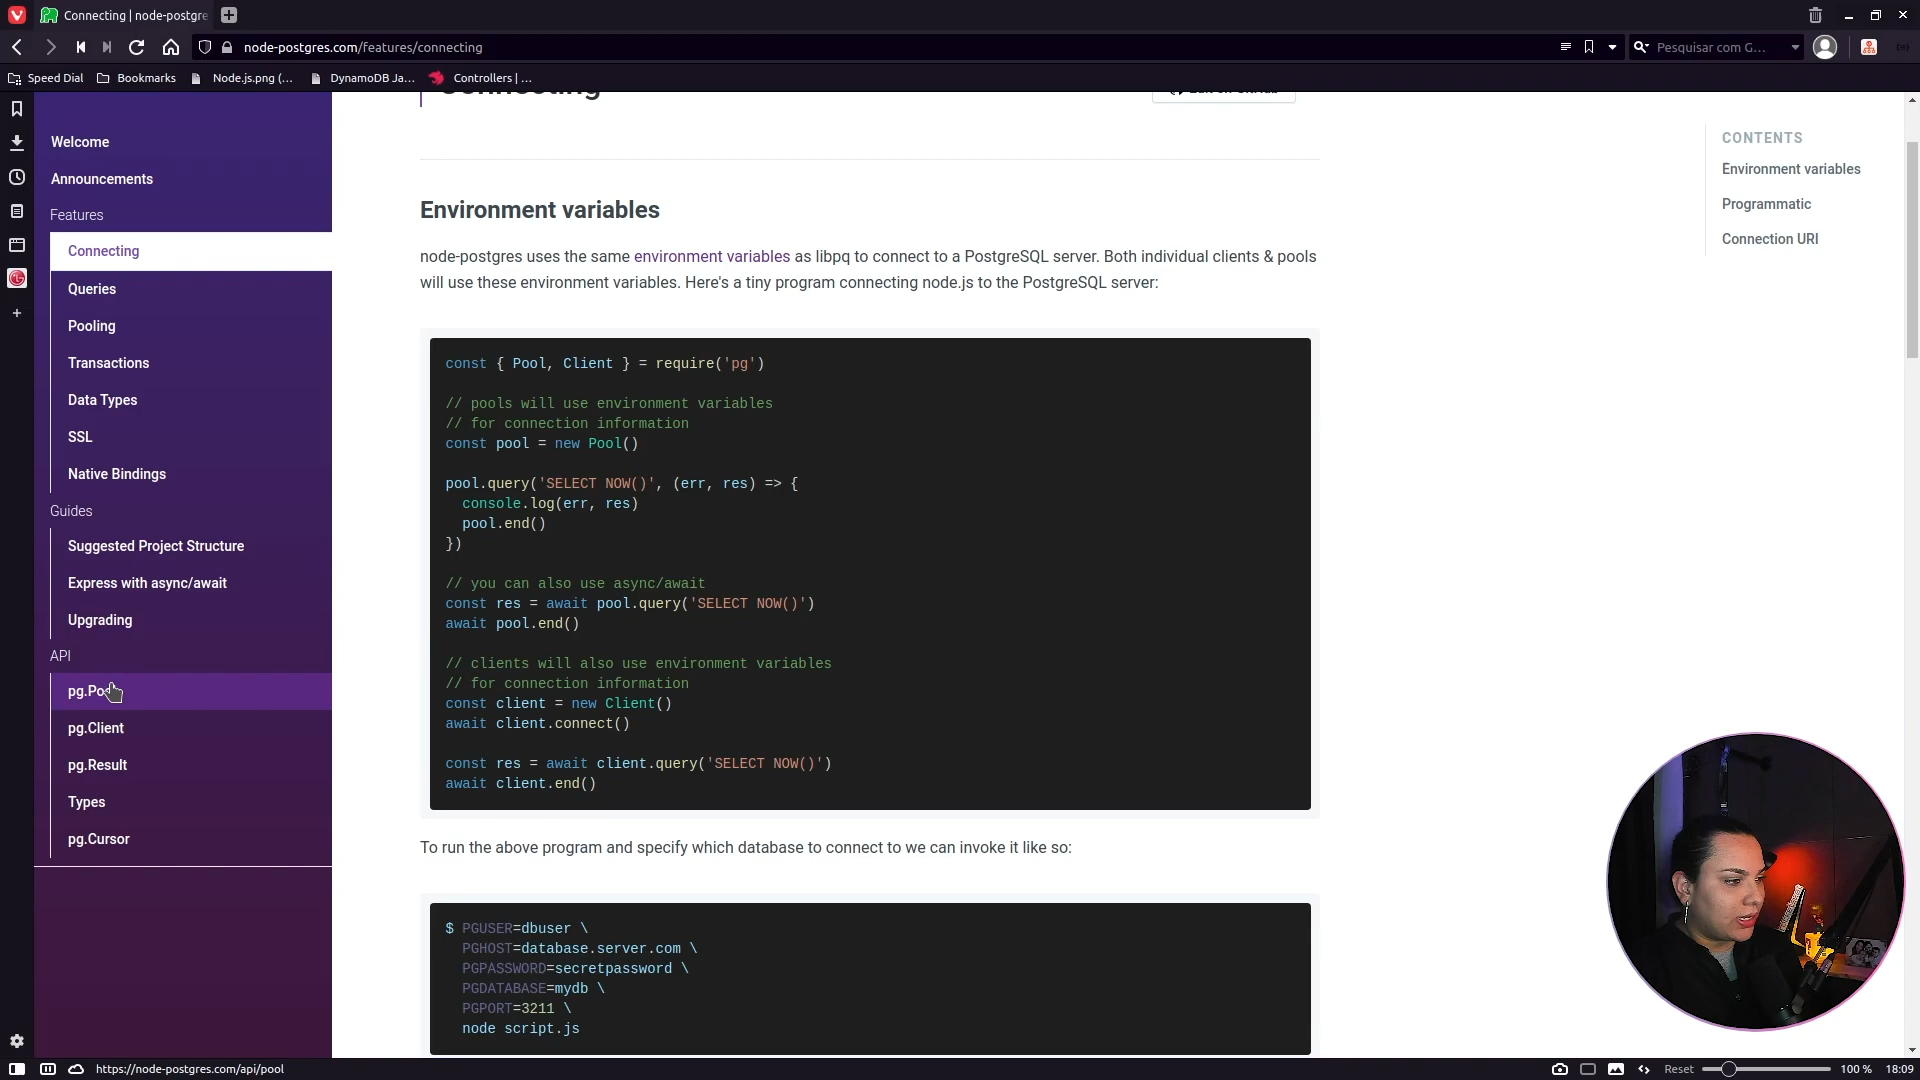 Connecting | node-postgre
node-postgres.com/features/connecting
Pesquisar com G...
Speed Dial
Bookmarks
Node.js.png (...
DynamoDB Ja...
Controllers | ...
Welcome
Announcements
Features
Connecting
Queries
Pooling
Transactions
Data Types
SSL
Native Bindings
Guides
Suggested Project Structure
Express with async/await
Upgrading
API
pg.Po
pg.Client
pg.Result
Types
pg.Cursor
Connecting
Edit on GitHub
Environment variables
node-postgres uses the same environment variables as libpq to connect to a PostgreSQL server. Both individual clients & pools
will use these environment variables. Here's a tiny program connecting node.js to the PostgreSQL server:
const { Pool, Client } = require('pg')
// pools will use environment variables
// for connection information
const pool = new Pool()
pool.query('SELECT NOW()', (err, res) => {
console.log(err, res)
pool.end()
})
// you can also use async/await
const res = await pool.query('SELECT NOW()')
await pool.end()
// clients will also use environment variables
// for connection information
const client = new Client()
await client.connect()
const res = await client.query('SELECT NOW()')
await client.end()
To run the above program and specify which database to connect to we can invoke it like so:
$ PGUSER=dbuser \
PGHOST=database.server.com \
PGPASSWORD=secretpassword \
PGDATABASE=mydb \
PGPORT=3211 \
node script.js
CONTENTS
Environment variables
Programmatic
Connection URI
https://node-postgres.com/api/pool
Reset
100 %
18:09